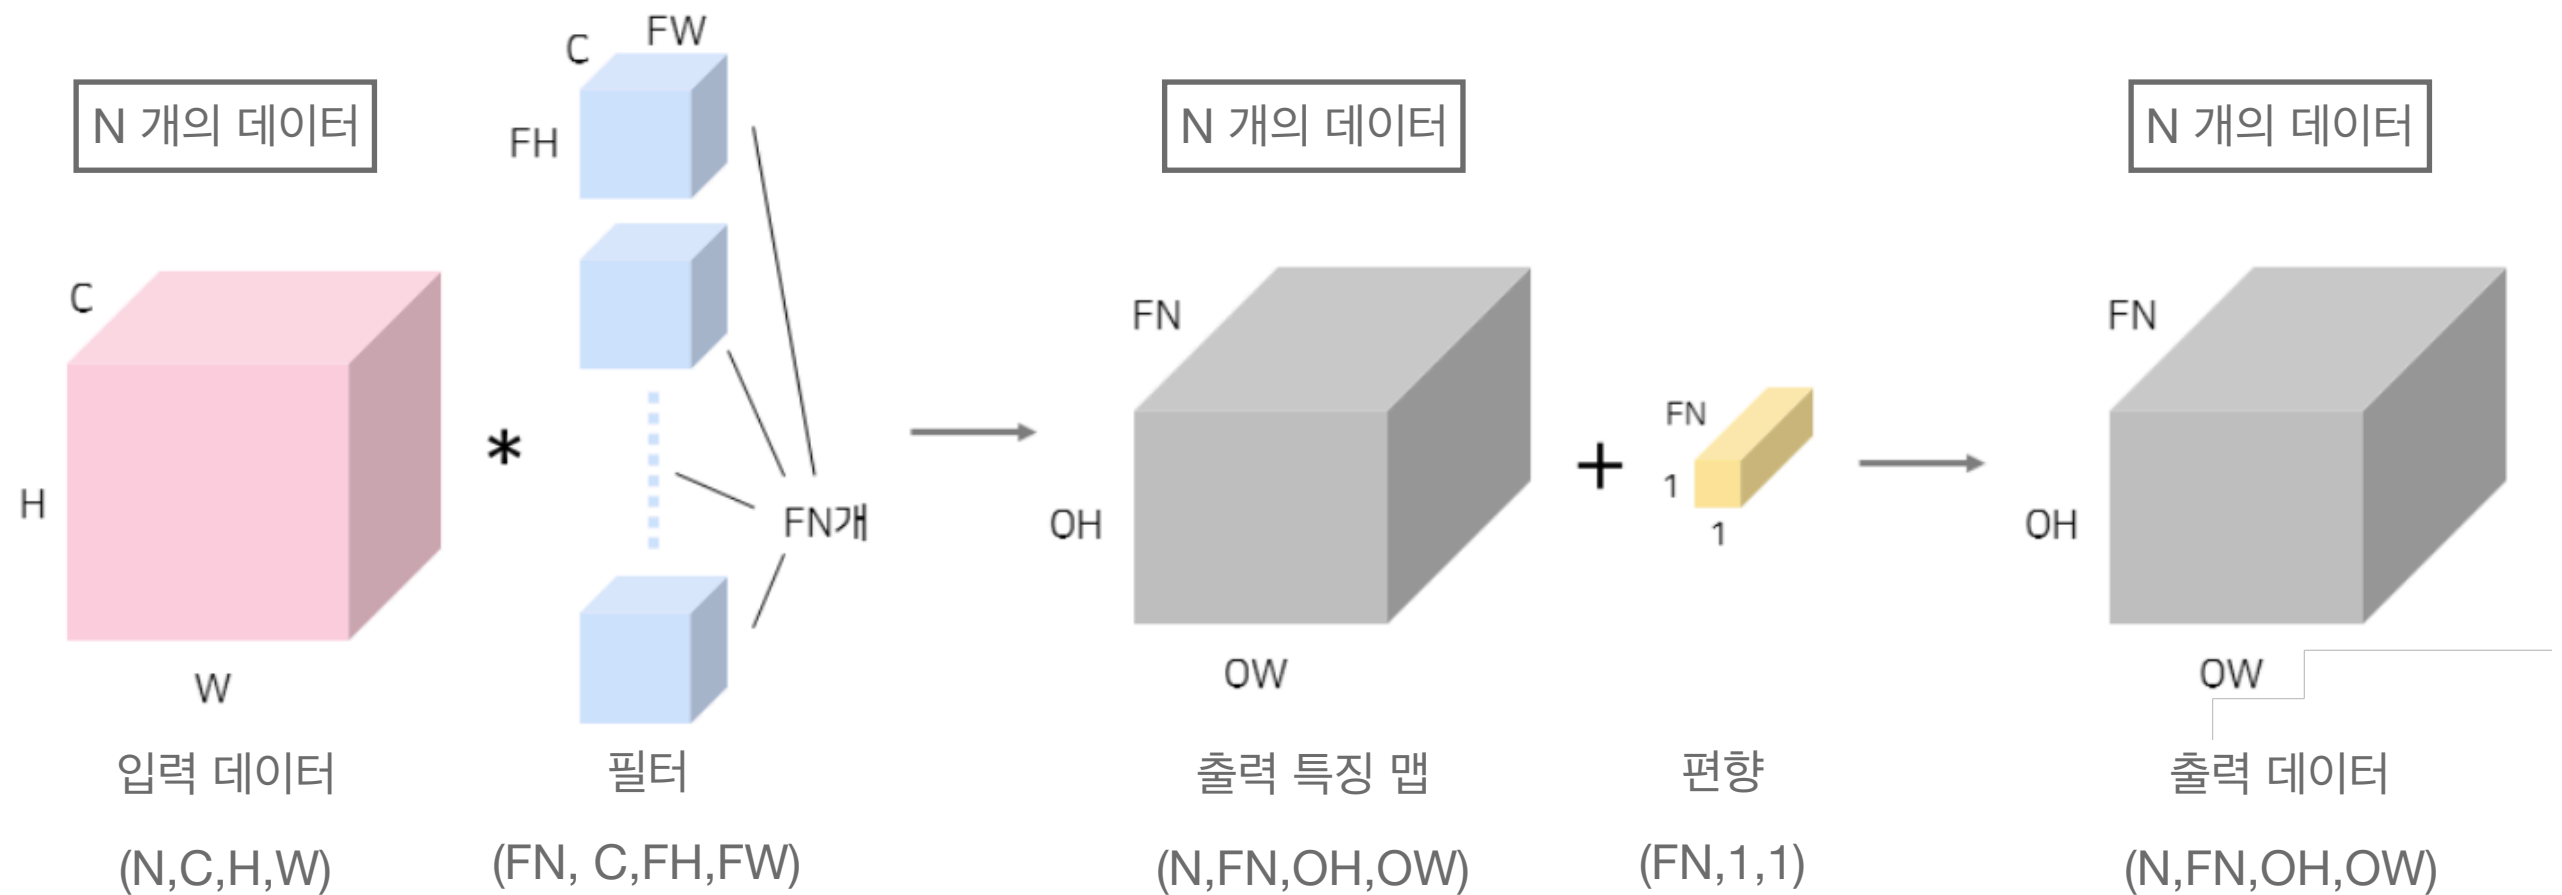 N 개의 데이터
C
H
W
입력 데이터
(N,C,H,W)
*
C
FW
FH
FN개
필터
(FN, C,FH,FW)
N 개의 데이터
FN
OH
OW
출력 특징 맵
(N,FN,OH,OW)
+
FN
1
1
편향
(FN,1,1)
N 개의 데이터
FN
OH
OW
출력 데이터
(N,FN,OH,OW)